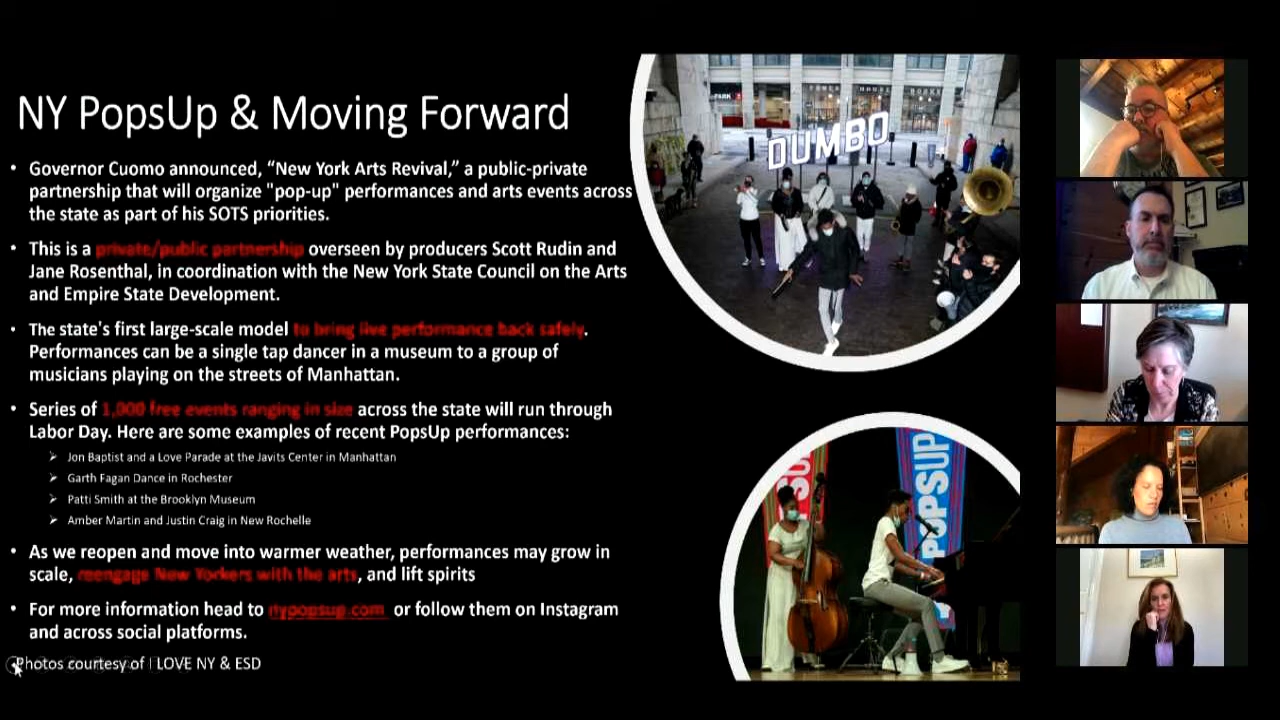 NY PopsUp & Moving Forward
• Governor Cuomo announced, “New York Arts Revival,” a public-private
partnership that will organize "pop-up" performances and arts events across
the state as part of his SOTS priorities.
• This is a private/public partnership overseen by producers Scott Rudin and
Jane Rosenthal, in coordination with the New York State Council on the Arts
and Empire State Development.
• The state's first large-scale model to bring live performance back safely.
Performances can be a single tap dancer in a museum to a group of
musicians playing on the streets of Manhattan.
• Series of 1,000 free events ranging in size across the state will run through
Labor Day. Here are some examples of recent PopsUp performances:
➢ Jon Baptist and a Love Parade at the Javits Center in Manhattan
➢ Garth Fagan Dance in Rochester
➢ Patti Smith at the Brooklyn Museum
➢ Amber Martin and Justin Craig in New Rochelle
• As we reopen and move into warmer weather, performances may grow in
scale, reengage New Yorkers with the arts, and lift spirits
• For more information head to nypopsup.com or follow them on Instagram
and across social platforms.
Photos courtesy of I LOVE NY & ESD
DUMBO
POPSUP